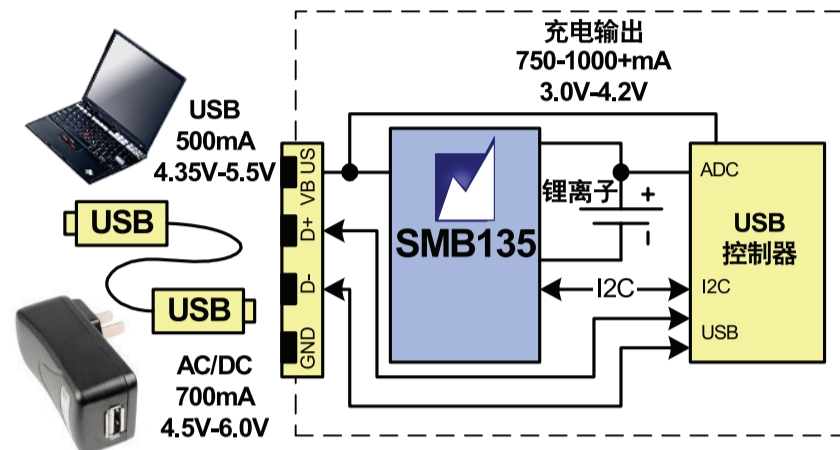 充电输出
750-1000+mA
3.0V-4.2V
USB
500mA
4.35V-5.5V
USB
USB
AC/DC
700mA
4.5V-6.0V
VB US
D+
D-
GND
SMB135
锂离子
+
-
I2C
ADC
USB
控制器
I2C
USB